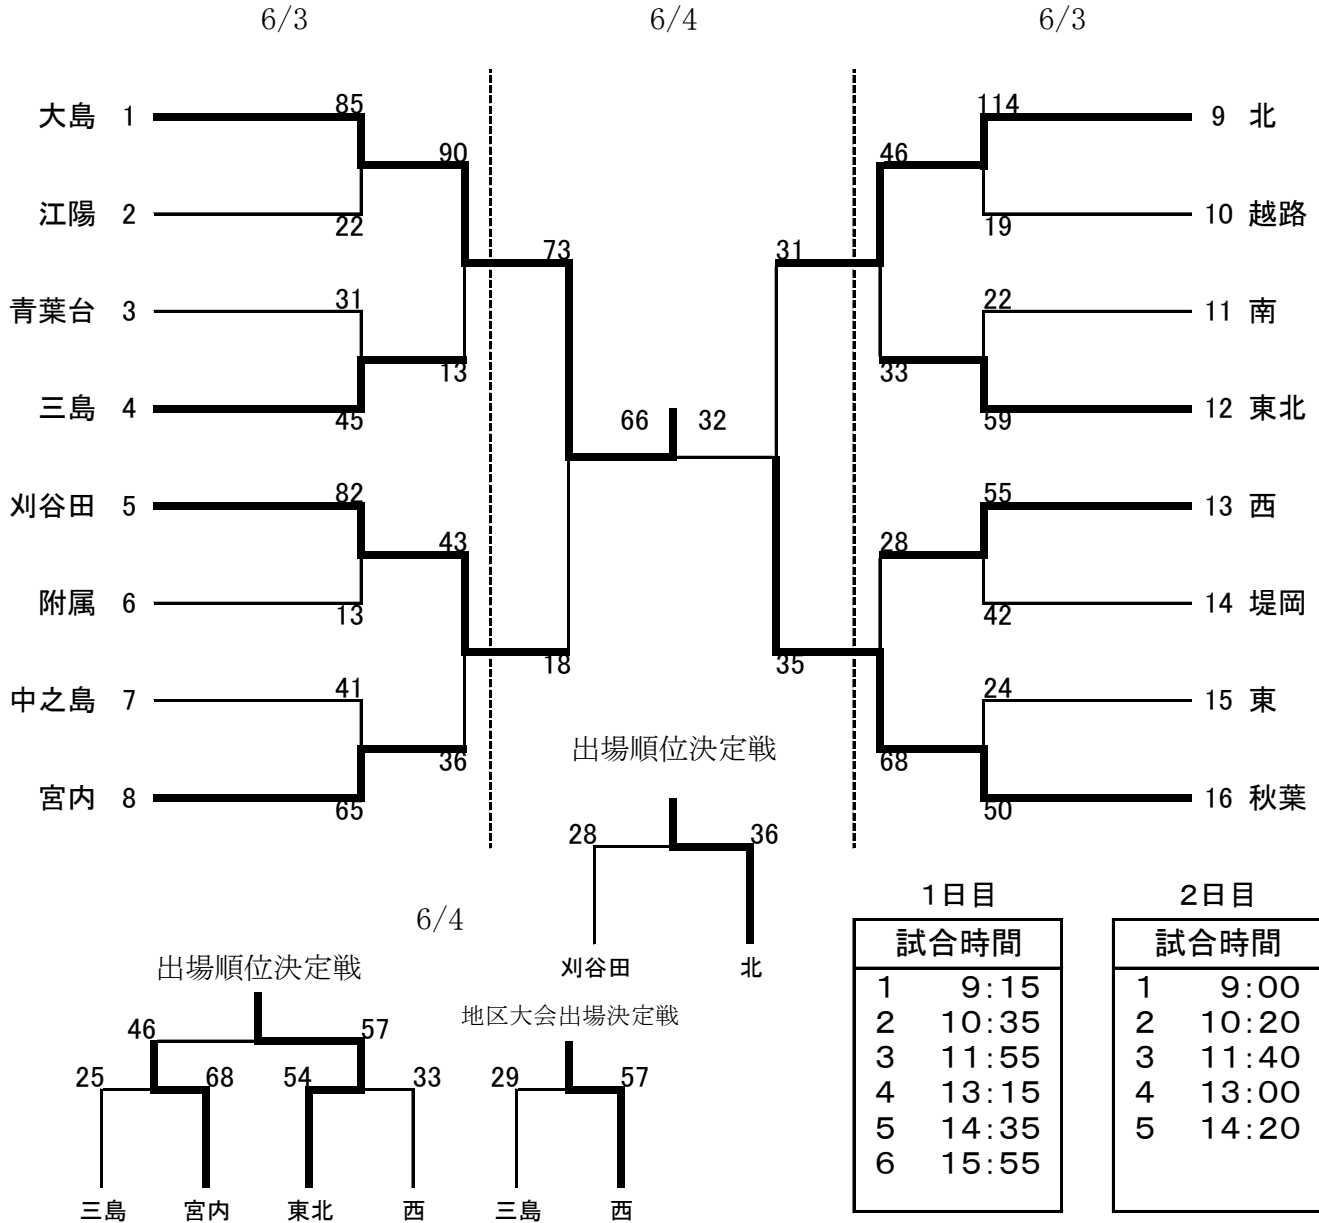 6/3 6/4 6/3
85 114
大島 1 9 北
90 46
江陽 2 10 越路
22 19
73 31
31 22
青葉台 3 11 南
13 33
三島 4 12 東北
45 66 32 59
82 55
刈谷田 5 13 西
43 28
附属 6 14 堤岡
13 42
18 35
41 24
中之島 7 15 東
出場順位決定戦
36 68
宮内 8 16 秋葉
65 50
28 36
刈谷田 北
6/4
出場順位決定戦
46 57
25 68 54 33
三島 宮内 東北 西
地区大会出場決定戦
29 57
三島 西
1日目
試合時間
1 9:15
2 10:35
3 11:55
4 13:15
5 14:35
6 15:55
2日目
試合時間
1 9:00
2 10:20
3 11:40
4 13:00
5 14:20